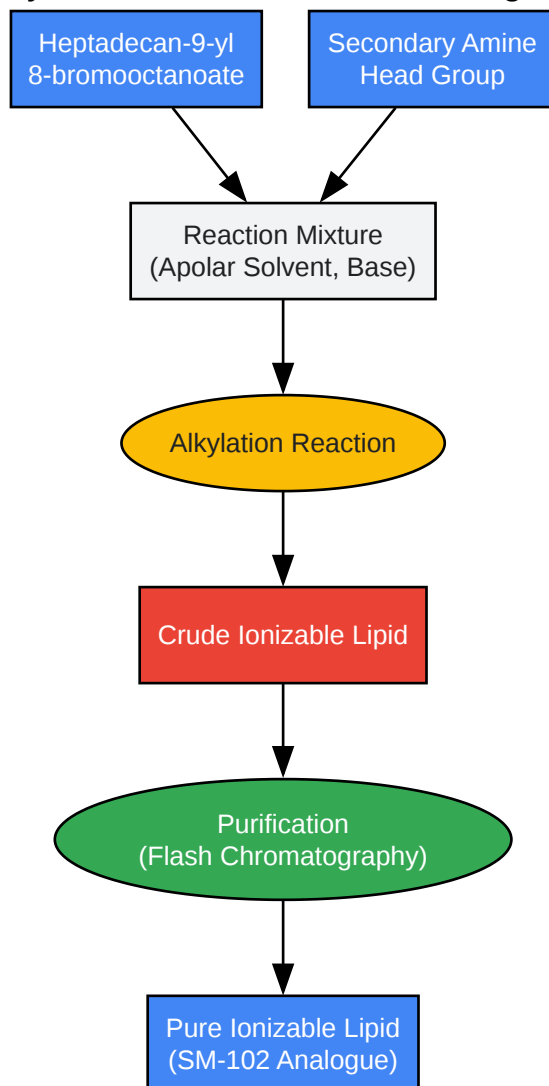 Heptadecan-9-yl
8-bromooctanoate
Secondary Amine
Head Group
Reaction Mixture
(Apolar Solvent, Base)
Alkylation Reaction
Crude Ionizable Lipid
Purification
(Flash Chromatography)
Pure Ionizable Lipid
(SM-102 Analogue)